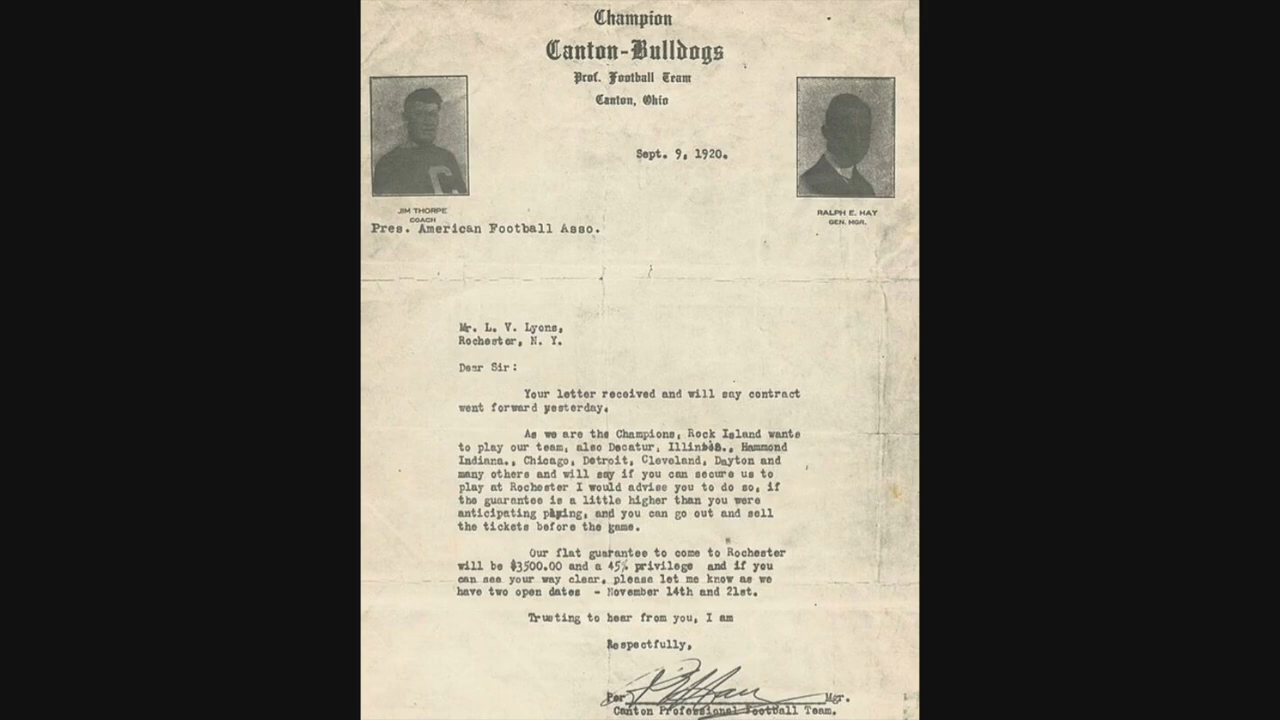 Champion
Canton-Bulldogs
Prof. Football Team
Canton, Ohio
Sept. 9, 1920.
JIM THORPE
COACH
RALPH E. HAY
GEN. MGR.
Pres. American Football Asso.
Mr. L. V. Lyons,
Rochester, N. Y.
Dear Sir:
Your letter received and will say contract
went forward yesterday.
As we are the Champions, Rock Island wants
to play our team, also Decatur, Illinois., Hammond
Indiana., Chicago, Detroit, Cleveland, Dayton and
many others and will say if you can secure us to
play at Rochester I would advise you to do so, if
the guarantee is a little higher than you were
anticipating paying, and you can go out and sell
the tickets before the game.
Our flat guarantee to come to Rochester
will be $3500.00 and a 45% privilege and if you
can see your way clear, please let me know as we
have two open dates - November 14th and 21st.
Trusting to hear from you, I am
Respectfully,
Per R E Hay Mgr.
Canton Professional Football Team.